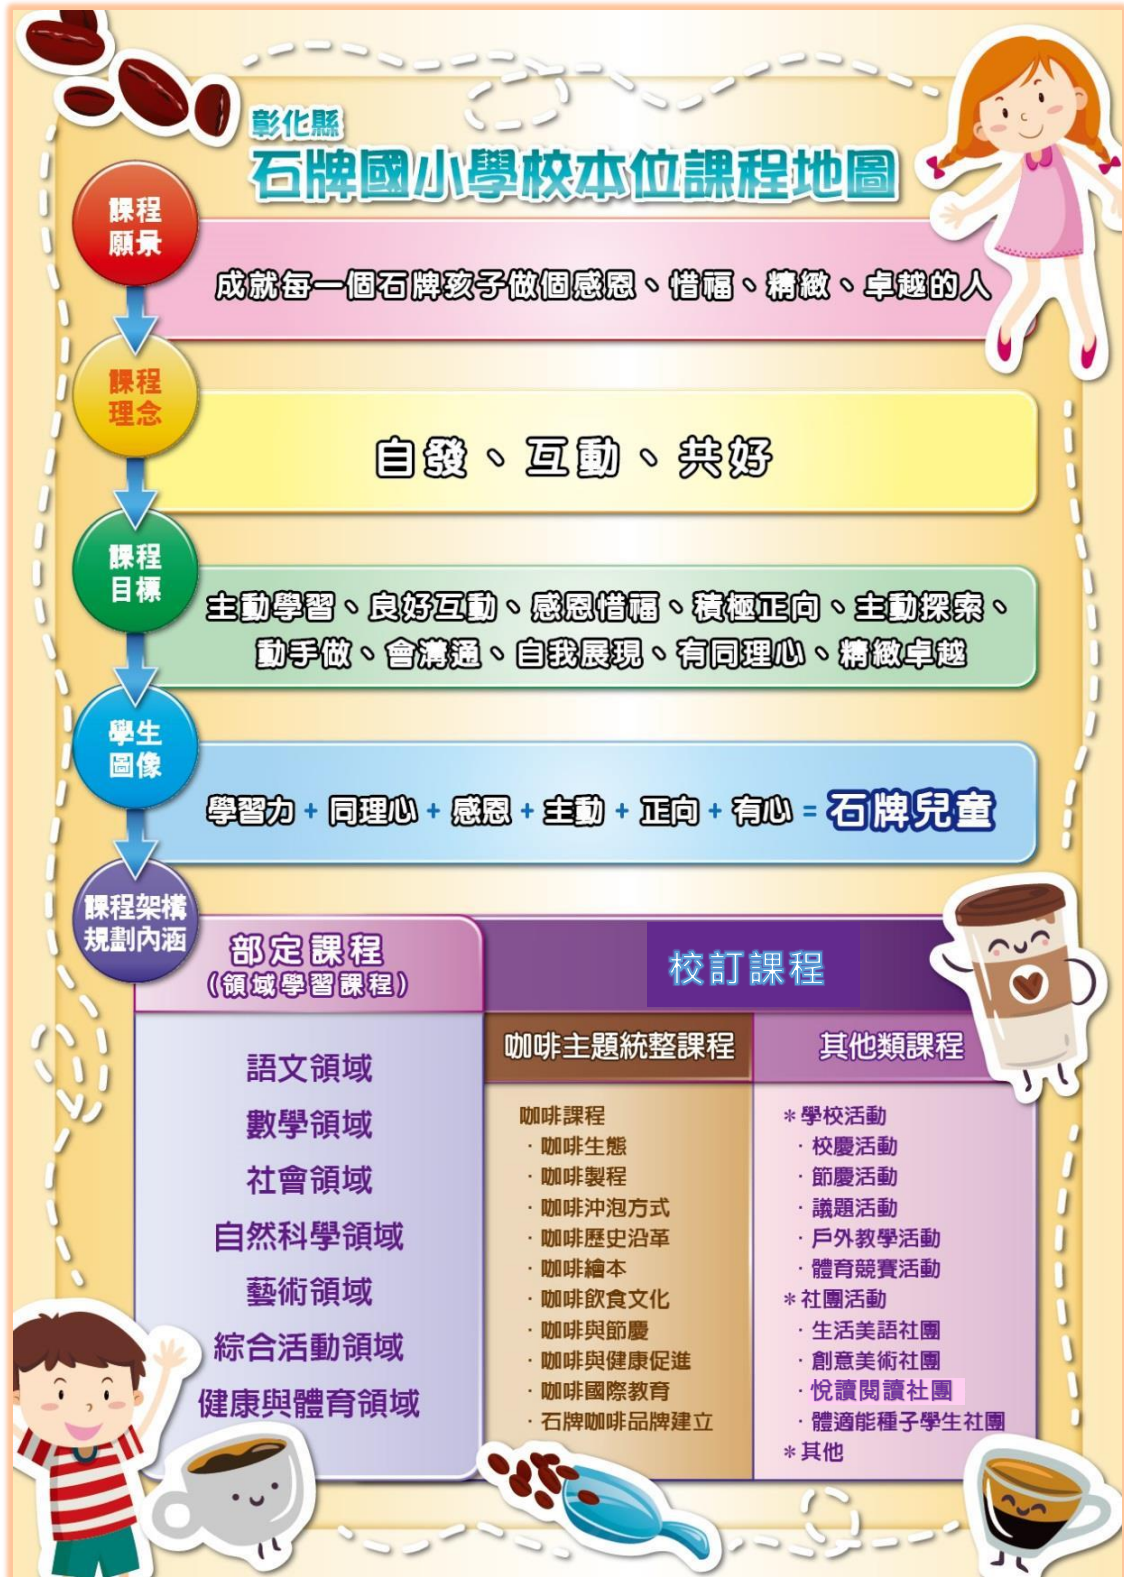 彰化縣
石牌國小學校本位課程地圖
課程
願景
成就每一個石牌孩子做個感恩、惜福、精緻、卓越的人
課程
理念
自發、互動、共好
課程
目標
主動學習、良好互動、感恩惜福、積極正向、主動探索、
動手做、會溝通、自我展現、有同理心、精緻卓越
學生
圖像
學習力 + 同理心 + 感恩 + 主動 + 正向 + 有心 = 石牌兒童
課程架構
規劃內涵
部定課程
(領域學習課程)
語文領域
數學領域
社會領域
自然科學領域
藝術領域
綜合活動領域
健康與體育領域
校訂課程
咖啡主題統整課程
咖啡課程
·咖啡生態
·咖啡製程
·咖啡沖泡方式
·咖啡歷史沿革
·咖啡繪本
·咖啡飲食文化
·咖啡與節慶
·咖啡與健康促進
·咖啡國際教育
·石牌咖啡品牌建立
其他類課程
＊學校活動
·校慶活動
·節慶活動
·議題活動
·戶外教學活動
·體育競賽活動
＊社團活動
·生活美語社團
·創意美術社團
·悅讀閱讀社團
·體適能種子學生社團
＊其他